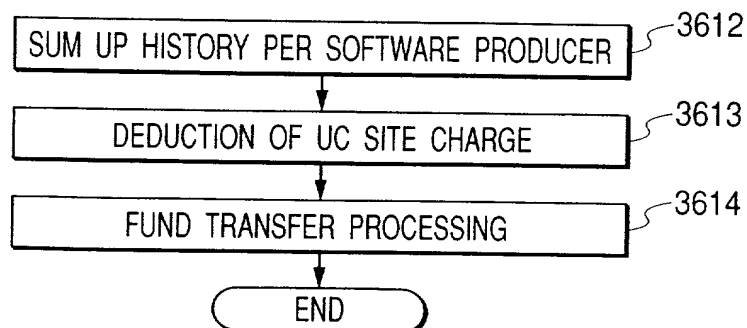 SUM UP HISTORY PER SOFTWARE PRODUCER
3612
DEDUCTION OF UC SITE CHARGE
3613
FUND TRANSFER PROCESSING
3614
END